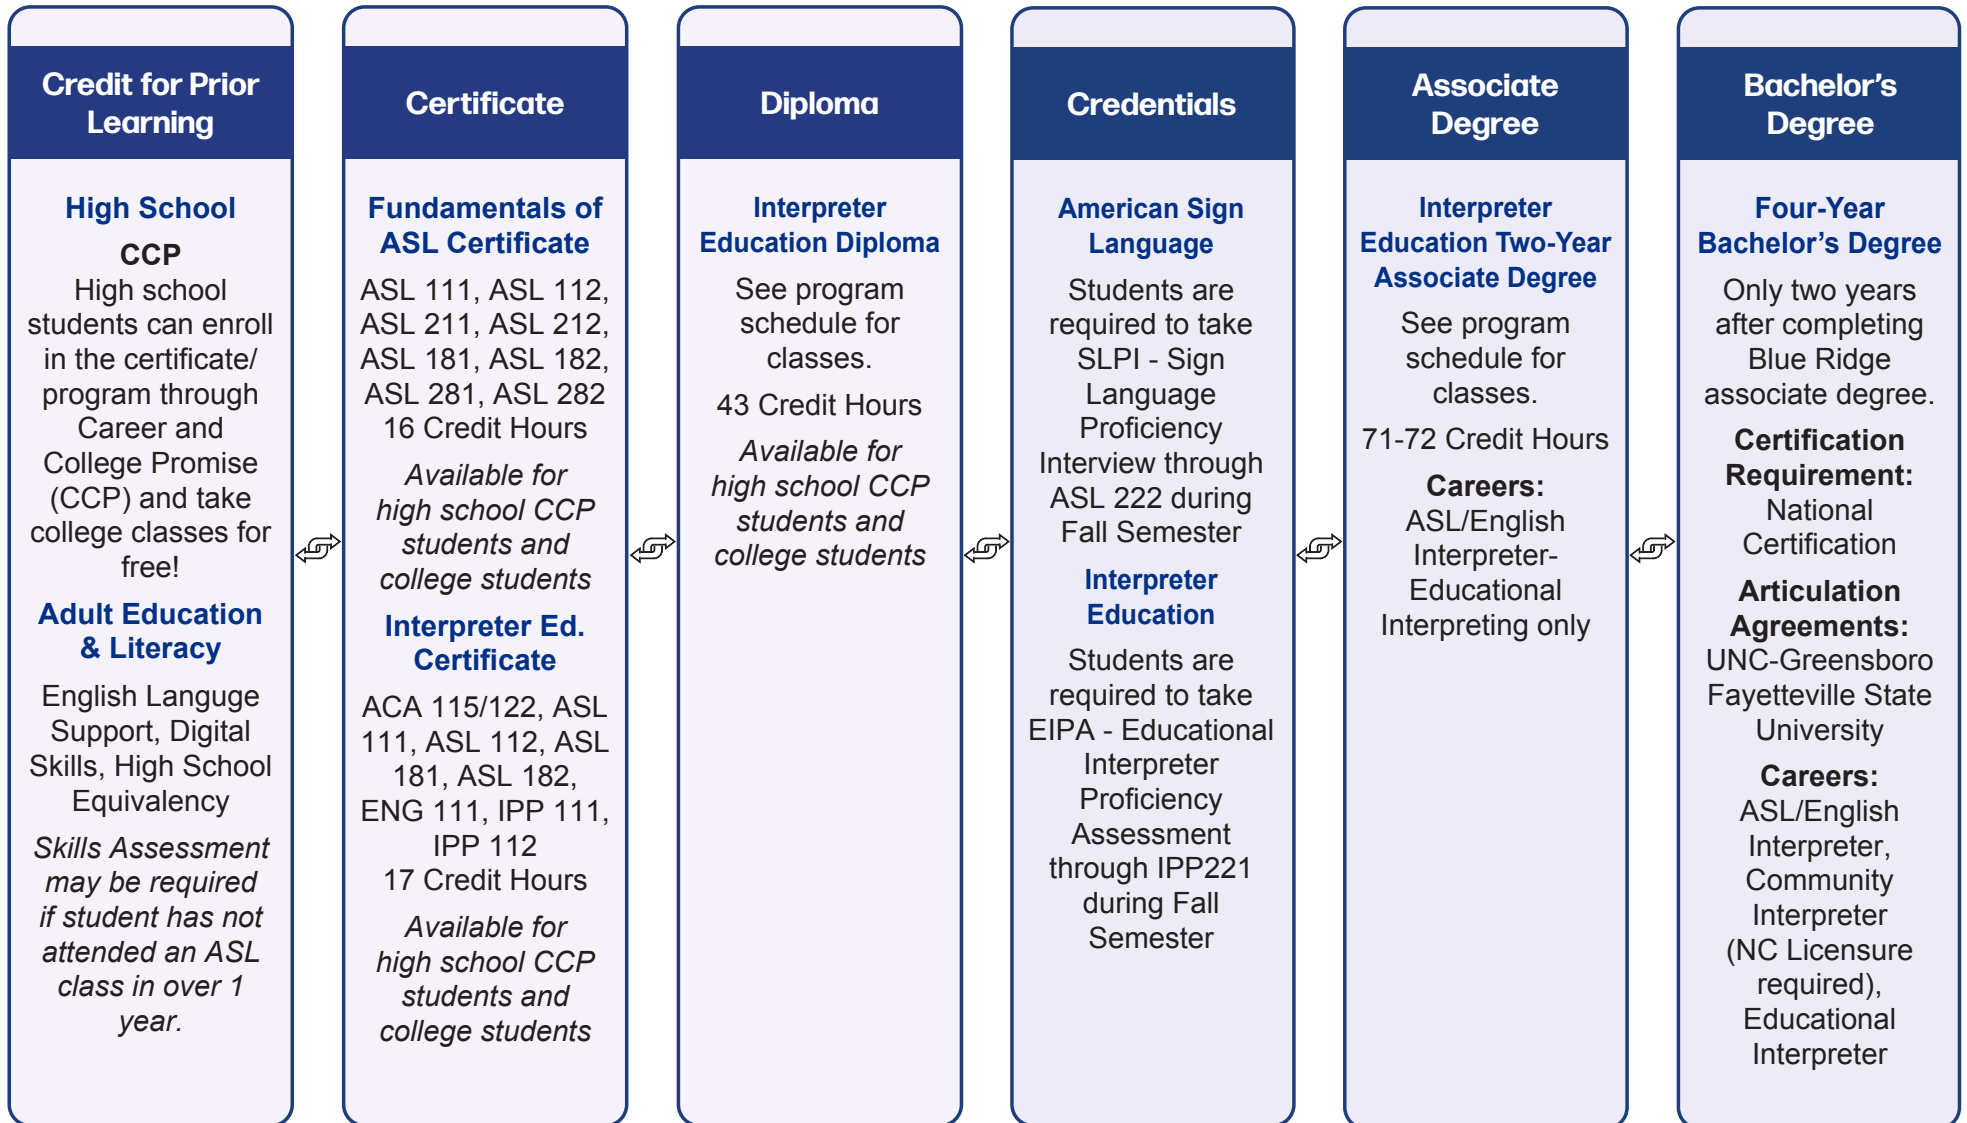 Credit for Prior
Learning
High School
CCP
High school
students can enroll
in the certificate/
program through
Career and
College Promise
(CCP) and take
college classes for
free!
Adult Education
& Literacy
English Languge
Support, Digital
Skills, High School
Equivalency
Skills Assessment
may be required
if student has not
attended an ASL
class in over 1
year.
Certificate
Fundamentals of
ASL Certificate
ASL 111, ASL 112,
ASL 211, ASL 212,
ASL 181, ASL 182,
ASL 281, ASL 282
16 Credit Hours
Available for
high school CCP
students and
college students
Interpreter Ed.
Certificate
ACA 115/122, ASL
111, ASL 112, ASL
181, ASL 182,
ENG 111, IPP 111,
IPP 112
17 Credit Hours
Available for
high school CCP
students and
college students
Diploma
Interpreter
Education Diploma
See program
schedule for
classes.
43 Credit Hours
Available for
high school CCP
students and
college students
Credentials
American Sign
Language
Students are
required to take
SLPI - Sign
Language
Proficiency
Interview through
ASL 222 during
Fall Semester
Interpreter
Education
Students are
required to take
EIPA - Educational
Interpreter
Proficiency
Assessment
through IPP221
during Fall
Semester
Associate
Degree
Interpreter
Education Two-Year
Associate Degree
See program
schedule for
classes.
71-72 Credit Hours
Careers:
ASL/English
Interpreter-
Educational
Interpreting only
Bachelor's
Degree
Four-Year
Bachelor's Degree
Only two years
after completing
Blue Ridge
associate degree.
Certification
Requirement:
National
Certification
Articulation
Agreements:
UNC-Greensboro
Fayetteville State
University
Careers:
ASL/English
Interpreter,
Community
Interpreter
(NC Licensure
required),
Educational
Interpreter